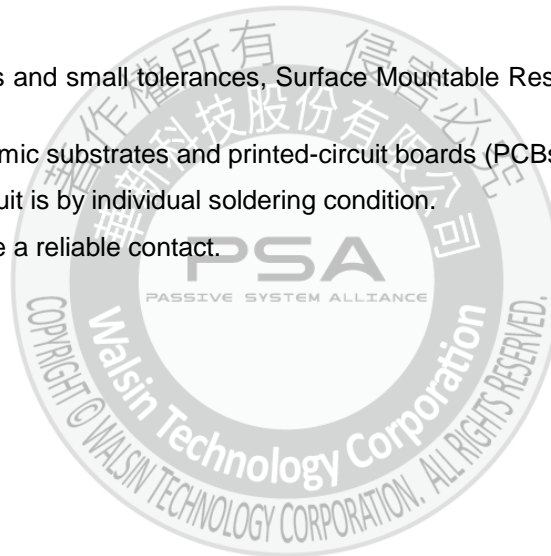 s and small tolerances, Surface Mountable Res
mic substrates and printed-circuit boards (PCBs
uit is by individual soldering condition.
e a reliable contact.
著作權所有 侵害必究
華新科技股份有限公司
PSA
PASSIVE SYSTEM ALLIANCE
Walsin Technology Corporation
COPYRIGHT © WALSIN TECHNOLOGY CORPORATION. ALL RIGHTS RESERVED.